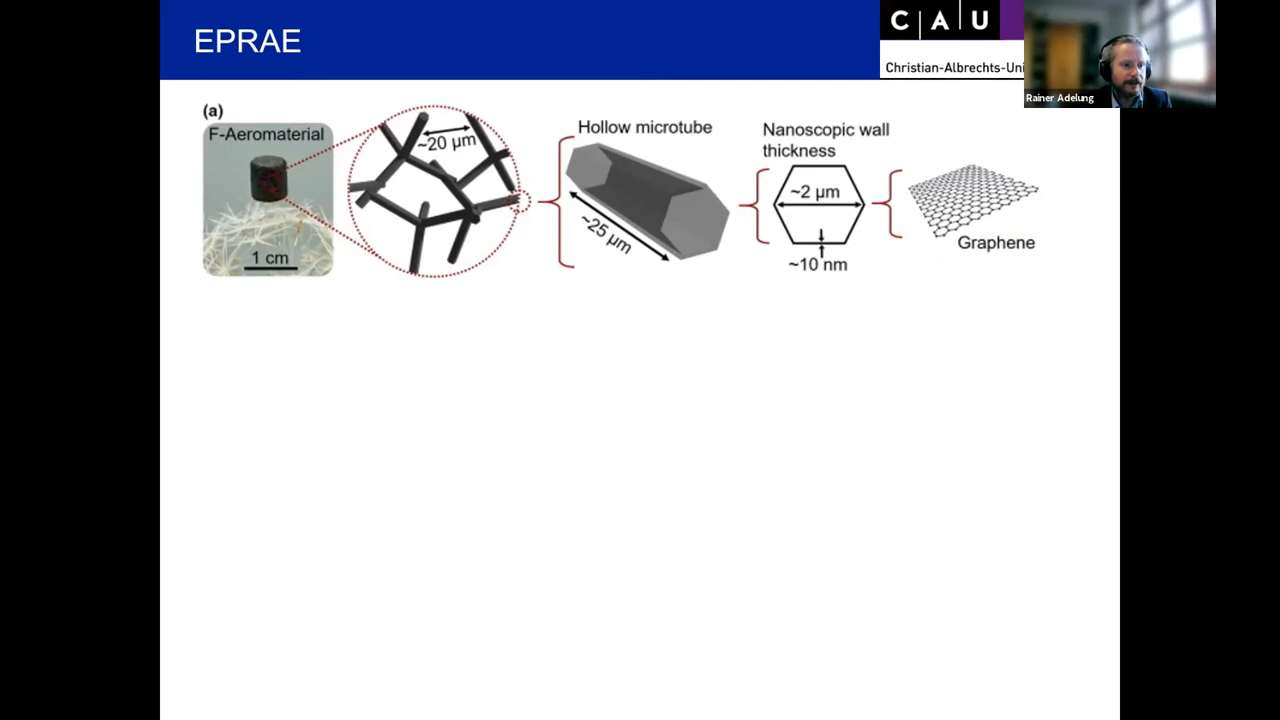 EPRAE
CAU
Christian-Albrechts-Uni
Rainer Adelung
(a)
F-Aeromaterial
1 cm
~20 µm
Hollow microtube
~25 µm
Nanoscopic wall
thickness
~2 µm
~10 nm
Graphene